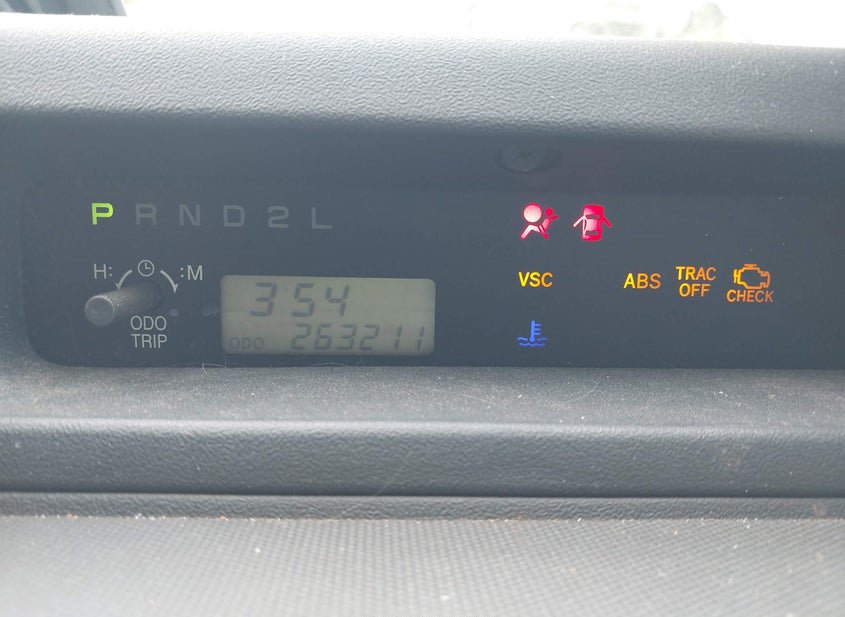 P R N D 2 L
H: :M
ODO
TRIP
3 54
ODO 263211
VSC
ABS
TRAC
OFF
CHECK